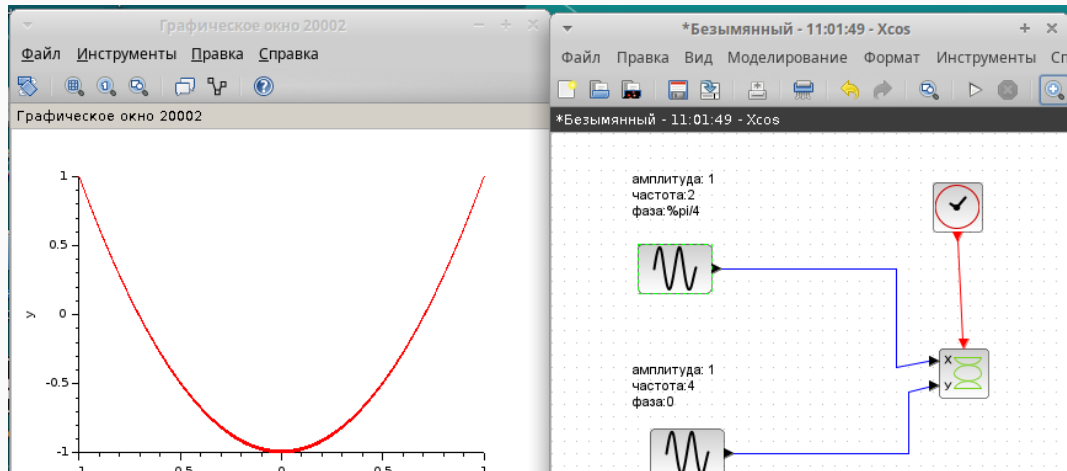 Графическое окно 20002
Файл Инструменты Правка Справка
Графическое окно 20002
1
0.5
0
-0.5
-1
y
-1 -0.5 0 0.5 1
*Безымянный - 11:01:49 - Xcos
Файл Правка Вид Моделирование Формат Инструменты
*Безымянный - 11:01:49 - Xcos
амплитуда: 1
частота:2
фаза:%pi/4
X
У
амплитуда: 1
частота:4
фаза:0